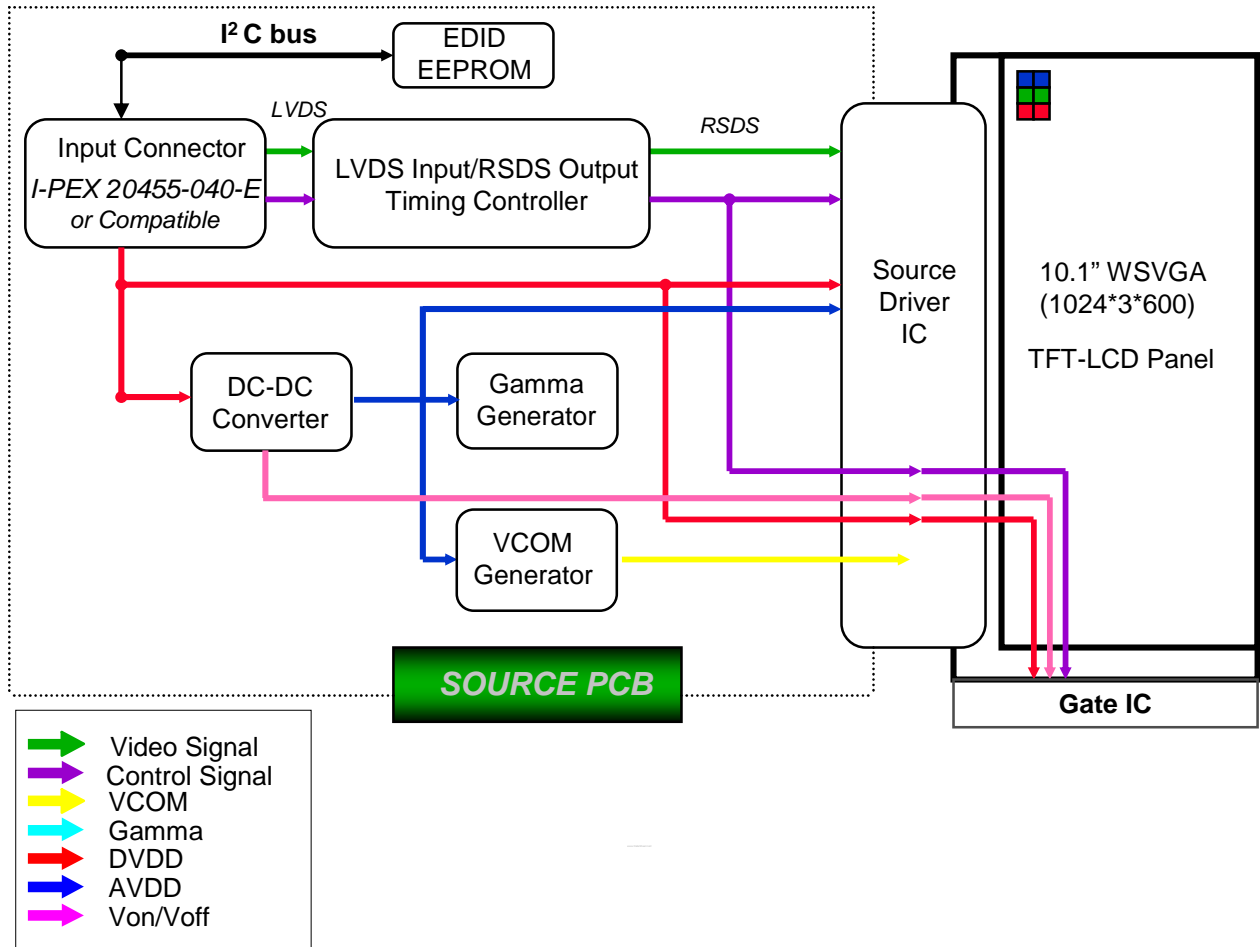 I² C bus
EDID
EEPROM
LVDS
RSDS
Input Connector
I-PEX 20455-040-E
or Compatible
LVDS Input/RSDS Output
Timing Controller
Source
Driver
IC
10.1” WSVGA
(1024*3*600)
TFT-LCD Panel
DC-DC
Converter
Gamma
Generator
VCOM
Generator
SOURCE PCB
Gate IC
Video Signal
Control Signal
VCOM
Gamma
DVDD
AVDD
Von/Voff